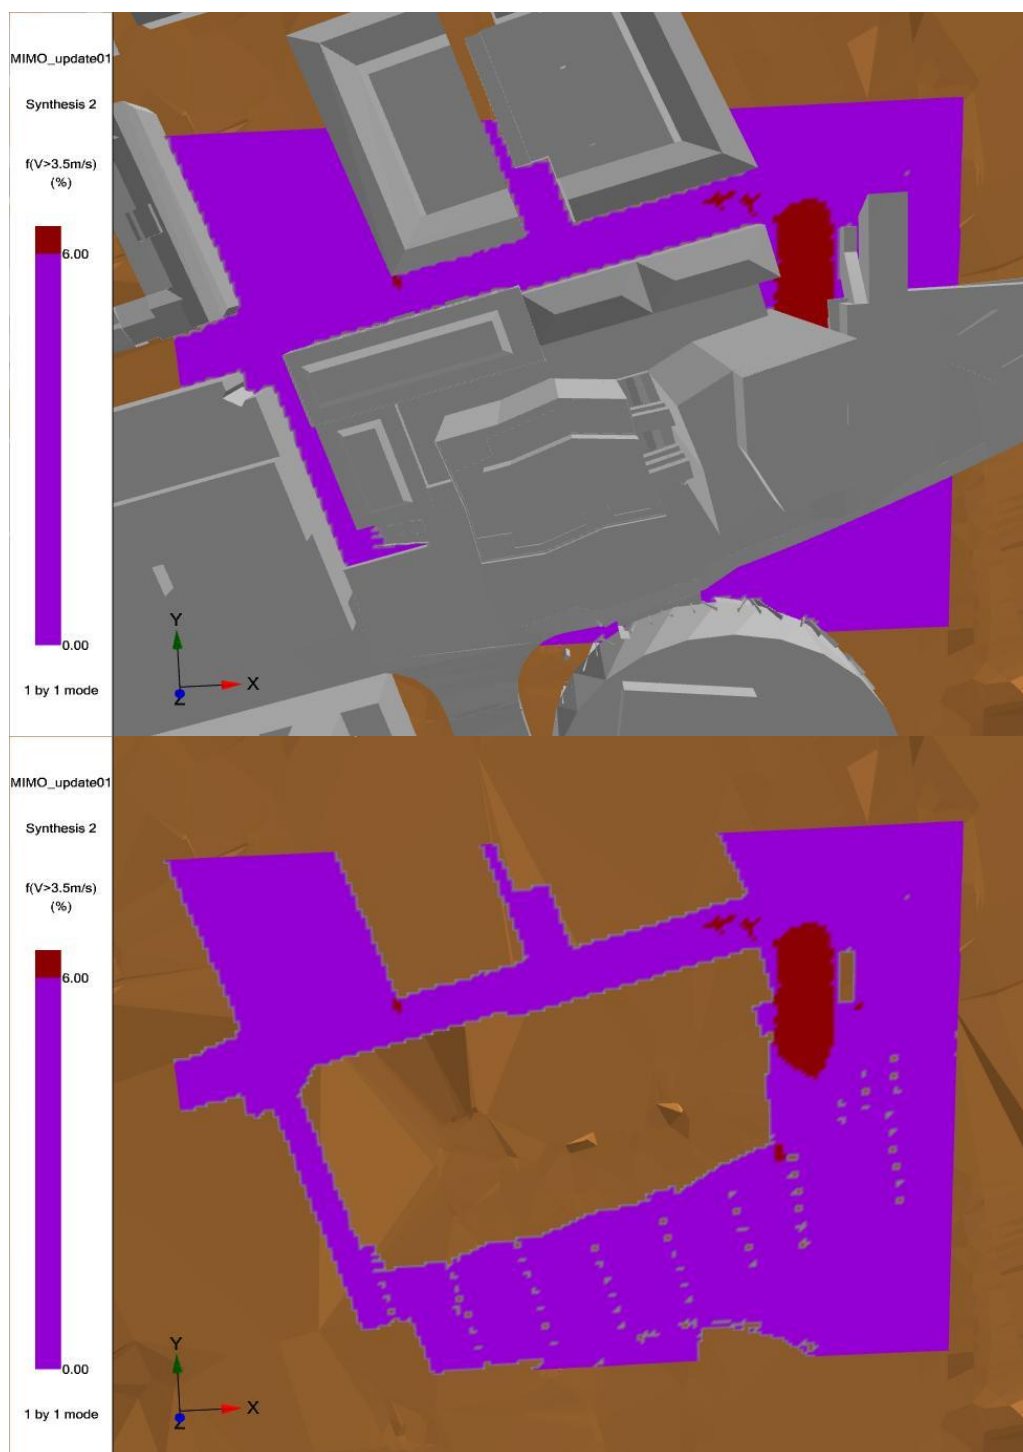 MIMO_update01
Synthesis 2
f(V>3.5m/s)
(%)
6.00
0.00
Y
X
Z
1 by 1 mode
MIMO_update01
Synthesis 2
f(V>3.5m/s)
(%)
6.00
0.00
Y
X
Z
1 by 1 mode